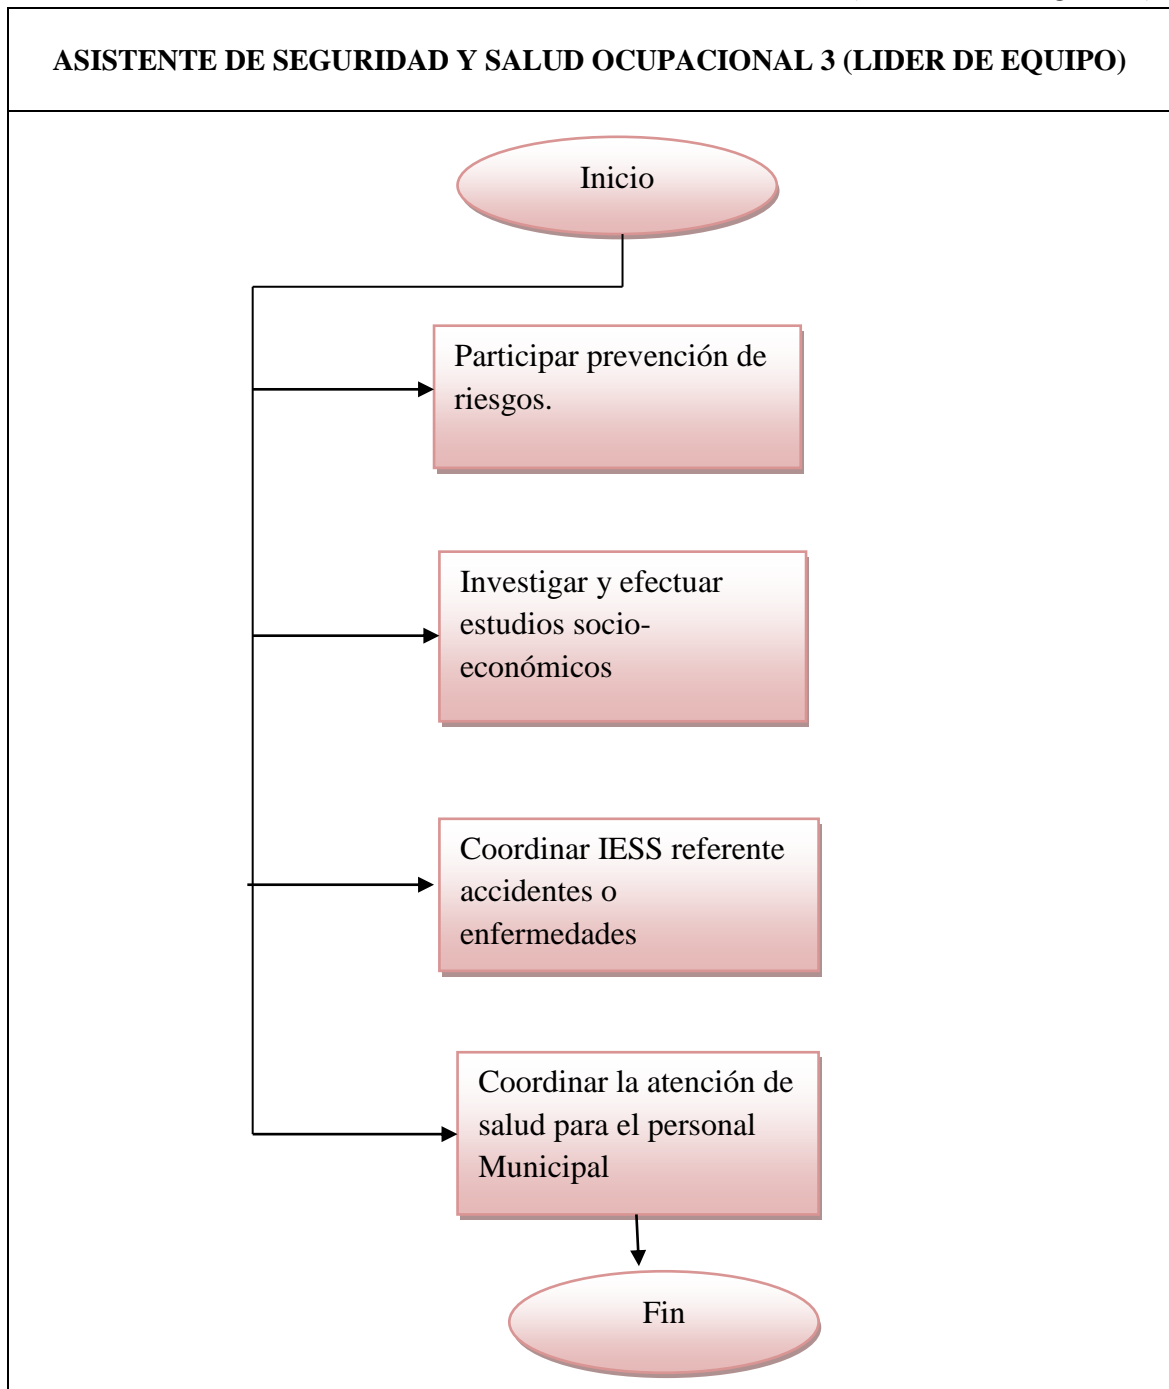 ASISTENTE DE SEGURIDAD Y SALUD OCUPACIONAL 3 (LIDER DE EQUIPO)
Inicio
Participar prevención de
riesgos.
Investigar y efectuar
estudios socio-
económicos
Coordinar IESS referente
accidentes o
enfermedades
Coordinar la atención de
salud para el personal
Municipal
Fin